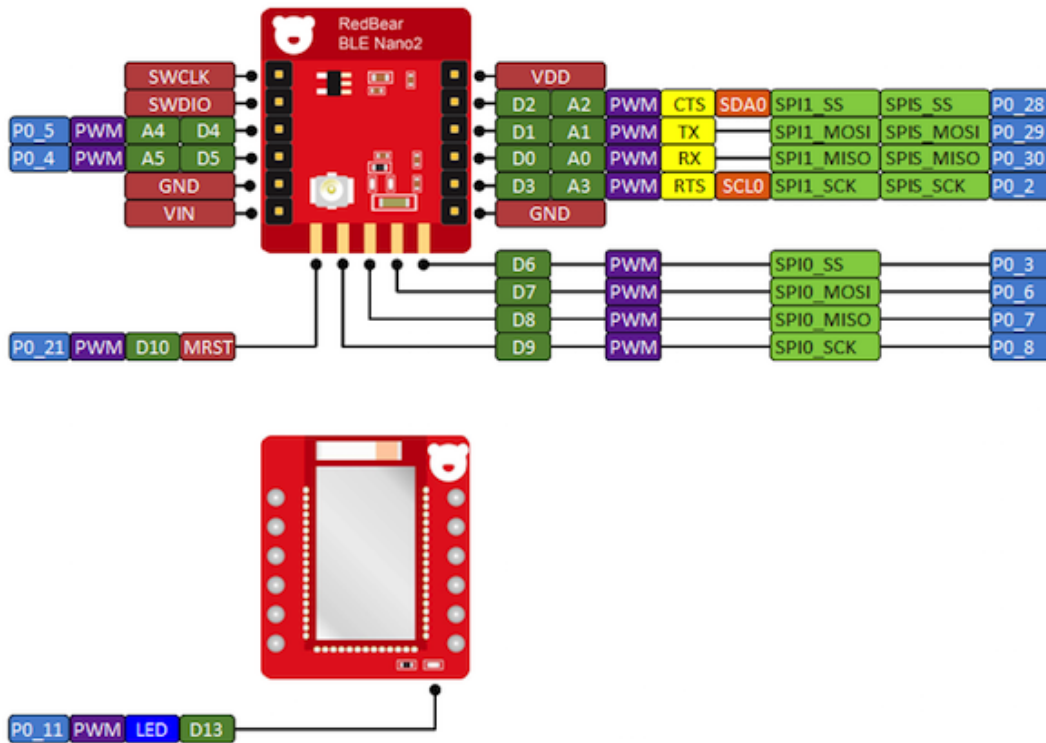 RedBear
BLE Nano2
SWCLK VDD
SWDIO D2 A2 PWM CTS SDA0 SPI1_SS SPIS_SS P0_28
P0_5 PWM A4 D4 D1 A1 PWM TX SPI1_MOSI SPIS_MOSI P0_29
P0_4 PWM A5 D5 D0 A0 PWM RX SPI1_MISO SPIS_MISO P0_30
GND D3 A3 PWM RTS SCL0 SPI1_SCK SPIS_SCK P0_2
VIN GND
D6 PWM SPI0_SS P0_3
D7 PWM SPI0_MOSI P0_6
D8 PWM SPI0_MISO P0_7
P0_21 PWM D10 MRST D9 PWM SPI0_SCK P0_8
P0_11 PWM LED D13